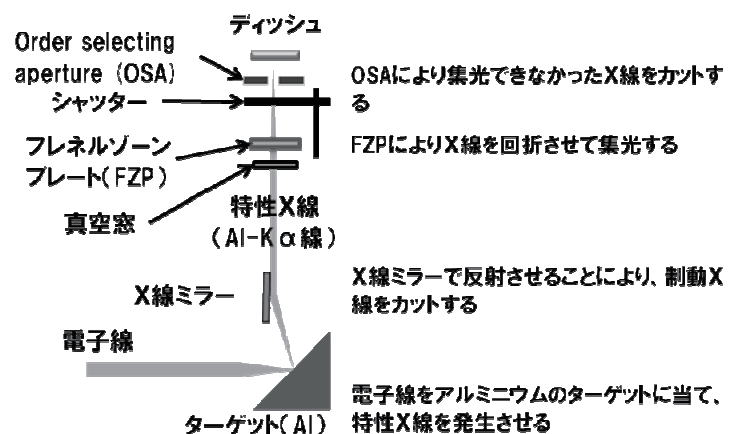 ディッシュ
Order selecting
aperture (OSA)
シャッター
OSAにより集光できなかったX線をカットす
る
フレネルゾーン
プレート(FZP)
FZPによりX線を回折させて集光する
真空窓
特性X線
(Al-Kα線)
X線ミラー
X線ミラーで反射させることにより、制動X
線をカットする
電子線
ターゲット(Al)
電子線をアルミニウムのターゲットに当て、
特性X線を発生させる